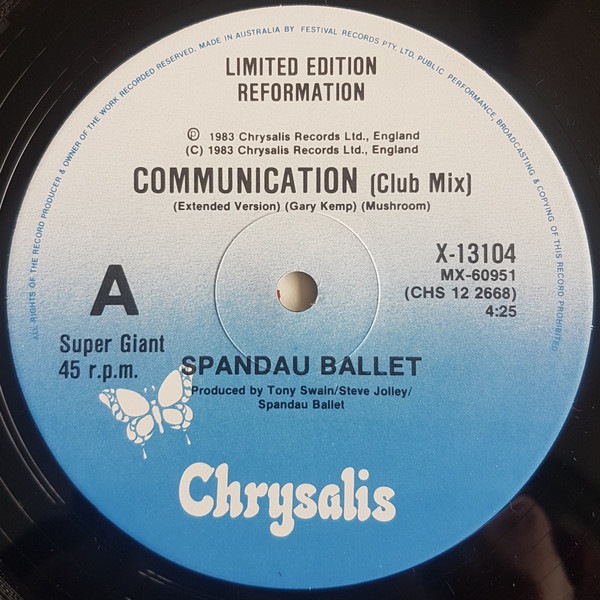 ALL RIGHTS OF THE RECORD PRODUCER & OWNER OF THE WORK RECORDED RESERVED. MADE IN AUSTRALIA BY FESTIVAL RECORDS PTY. LTD. PUBLIC PERFORMANCE, BROADCASTING & COPYING OF THIS RECORD PROHIBITED
LIMITED EDITION
REFORMATION
℗ 1983 Chrysalis Records Ltd., England
(C) 1983 Chrysalis Records Ltd., England
COMMUNICATION (Club Mix)
(Extended Version) (Gary Kemp) (Mushroom)
X-13104
MX-60951
(CHS 12 2668)
4:25
A
Super Giant
45 r.p.m.
SPANDAU BALLET
Produced by Tony Swain/Steve Jolley/
Spandau Ballet
Chrysalis